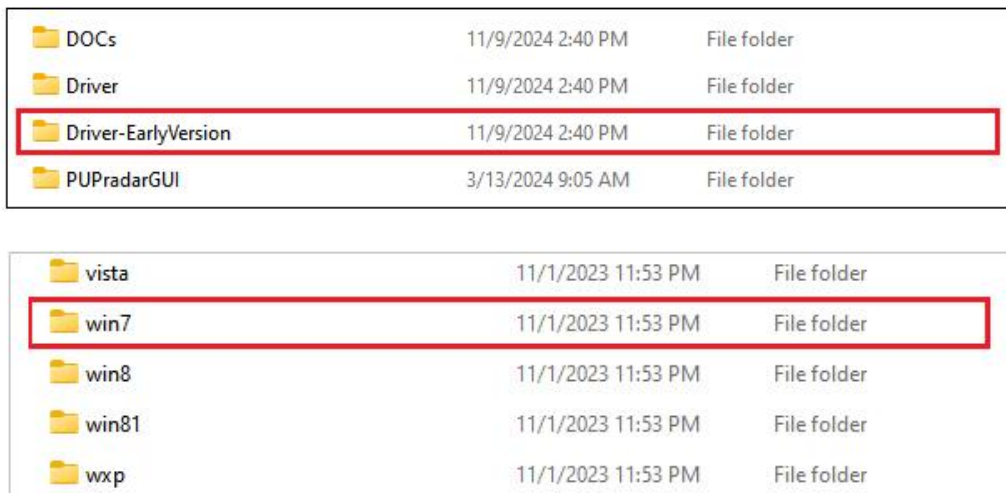 DOCs 11/9/2024 2:40 PM File folder
Driver 11/9/2024 2:40 PM File folder
Driver-EarlyVersion 11/9/2024 2:40 PM File folder
PUPradarGUI 3/13/2024 9:05 AM File folder
vista 11/1/2023 11:53 PM File folder
win7 11/1/2023 11:53 PM File folder
win8 11/1/2023 11:53 PM File folder
win81 11/1/2023 11:53 PM File folder
wxp 11/1/2023 11:53 PM File folder